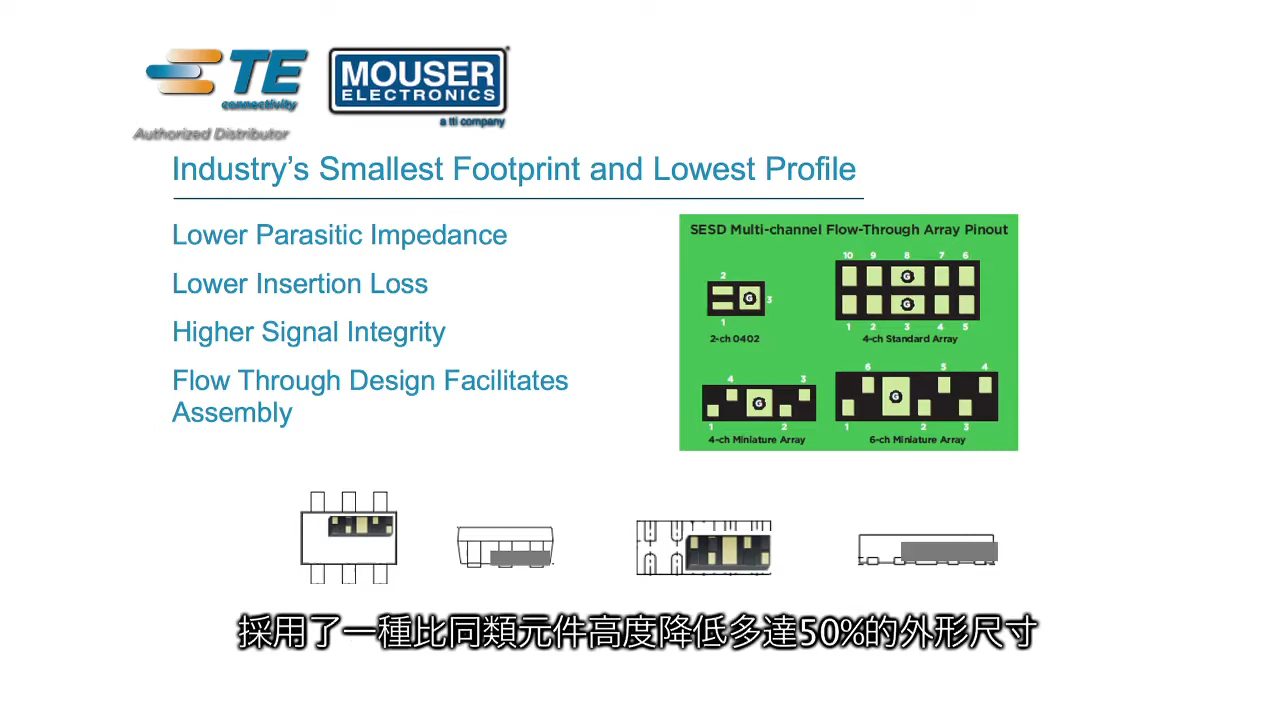 TE
connectivity
Authorized Distributor
MOUSER
ELECTRONICS
a tti company
Industry's Smallest Footprint and Lowest Profile
Lower Parasitic Impedance
Lower Insertion Loss
Higher Signal Integrity
Flow Through Design Facilitates
Assembly
SESD Multi-channel Flow-Through Array Pinout
2
G
3
1
2-ch 0402
10 9 8 7 6
G
G
1 2 3 4 5
4-ch Standard Array
4 3
G
1 2
4-ch Miniature Array
6 5 4
G
1 2 3
6-ch Miniature Array
採用了一種比同類元件高度降低多達50%的外形尺寸